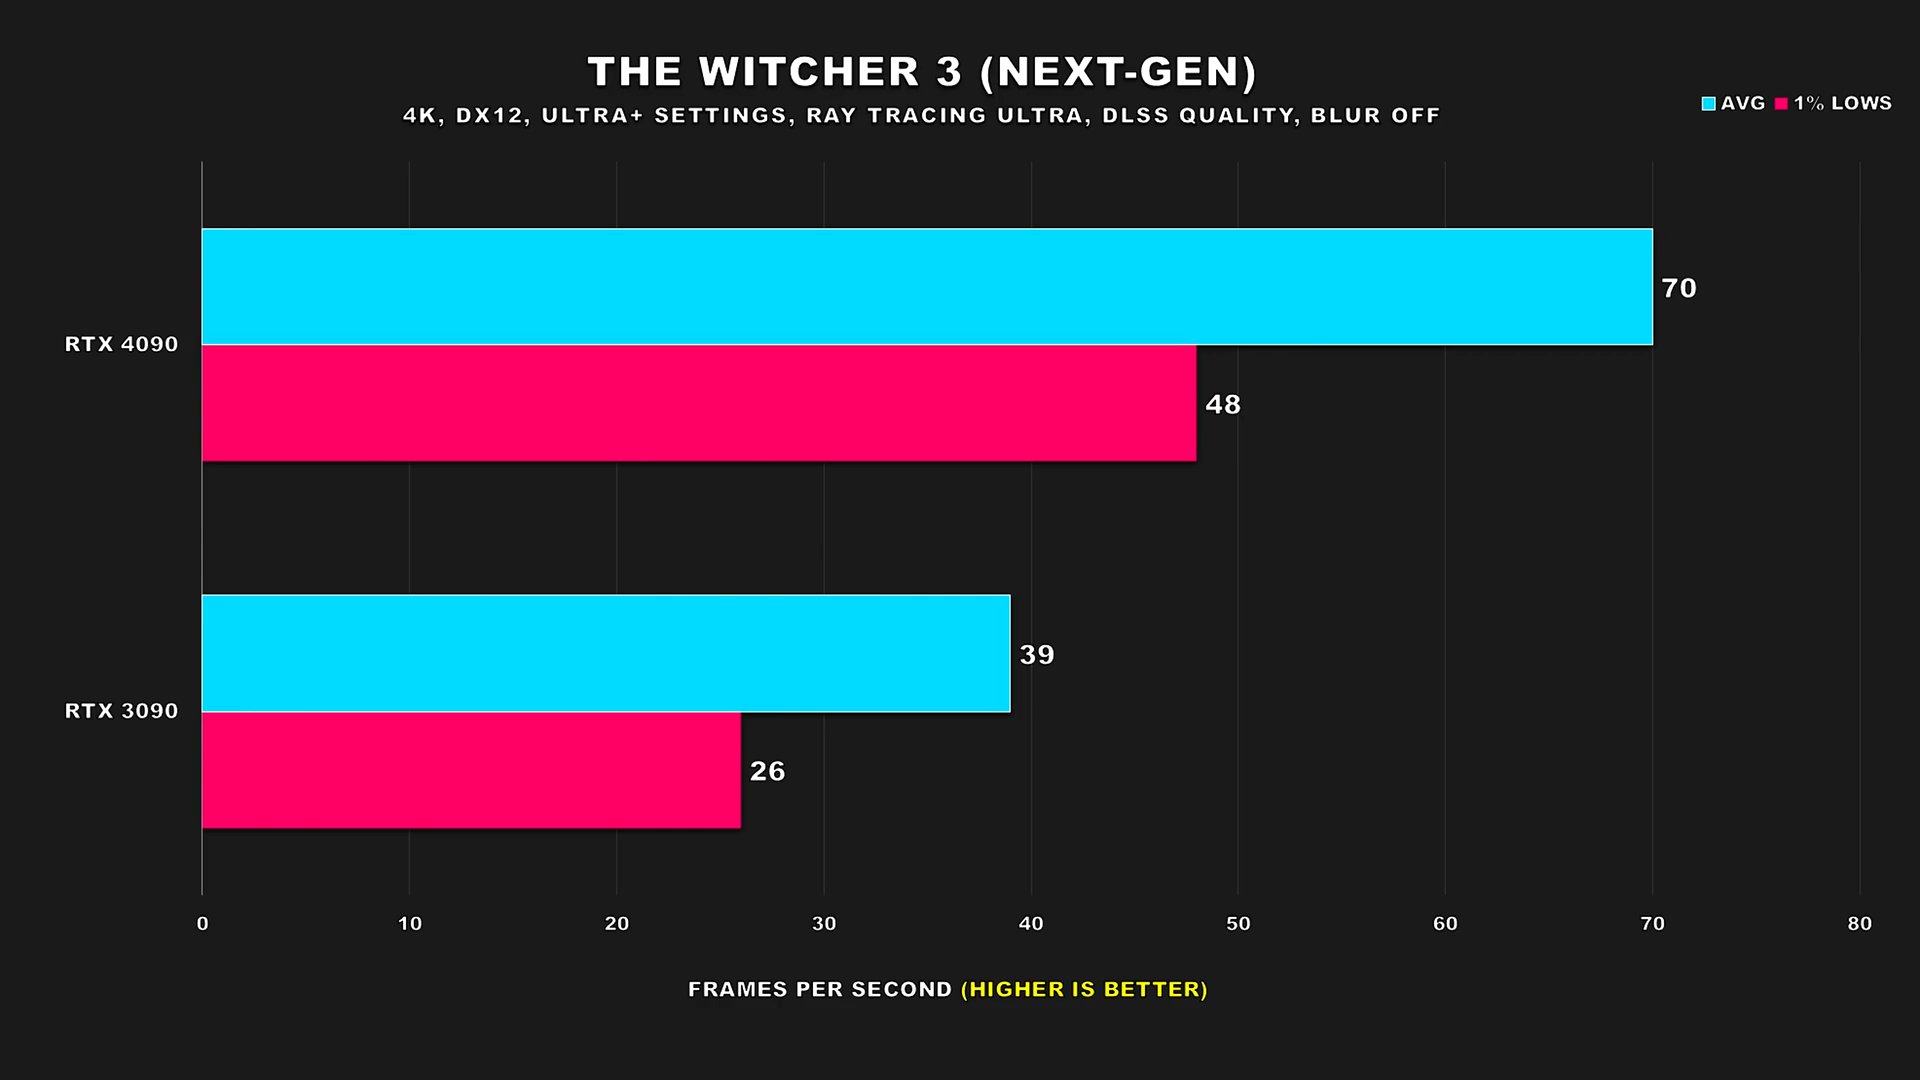 THE WITCHER 3 (NEXT-GEN)
4K, DX12, ULTRA+ SETTINGS, RAY TRACING ULTRA, DLSS QUALITY, BLUR OFF
AVG 1% LOWS
RTX 4090
70
48
RTX 3090
39
26
0 10 20 30 40 50 60 70 80
FRAMES PER SECOND (HIGHER IS BETTER)